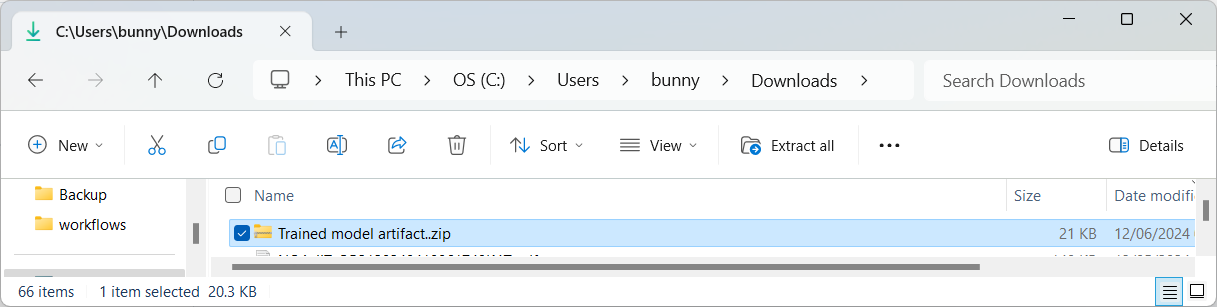 C:\Users\bunny\Downloads
This PC > OS (C:) > Users > bunny > Downloads >
Search Downloads
New
Sort
View
Extract all
Details
Backup
workflows
Name Size Date modifi
Trained model artifact..zip 21 KB 12/06/2024
66 items 1 item selected 20.3 KB